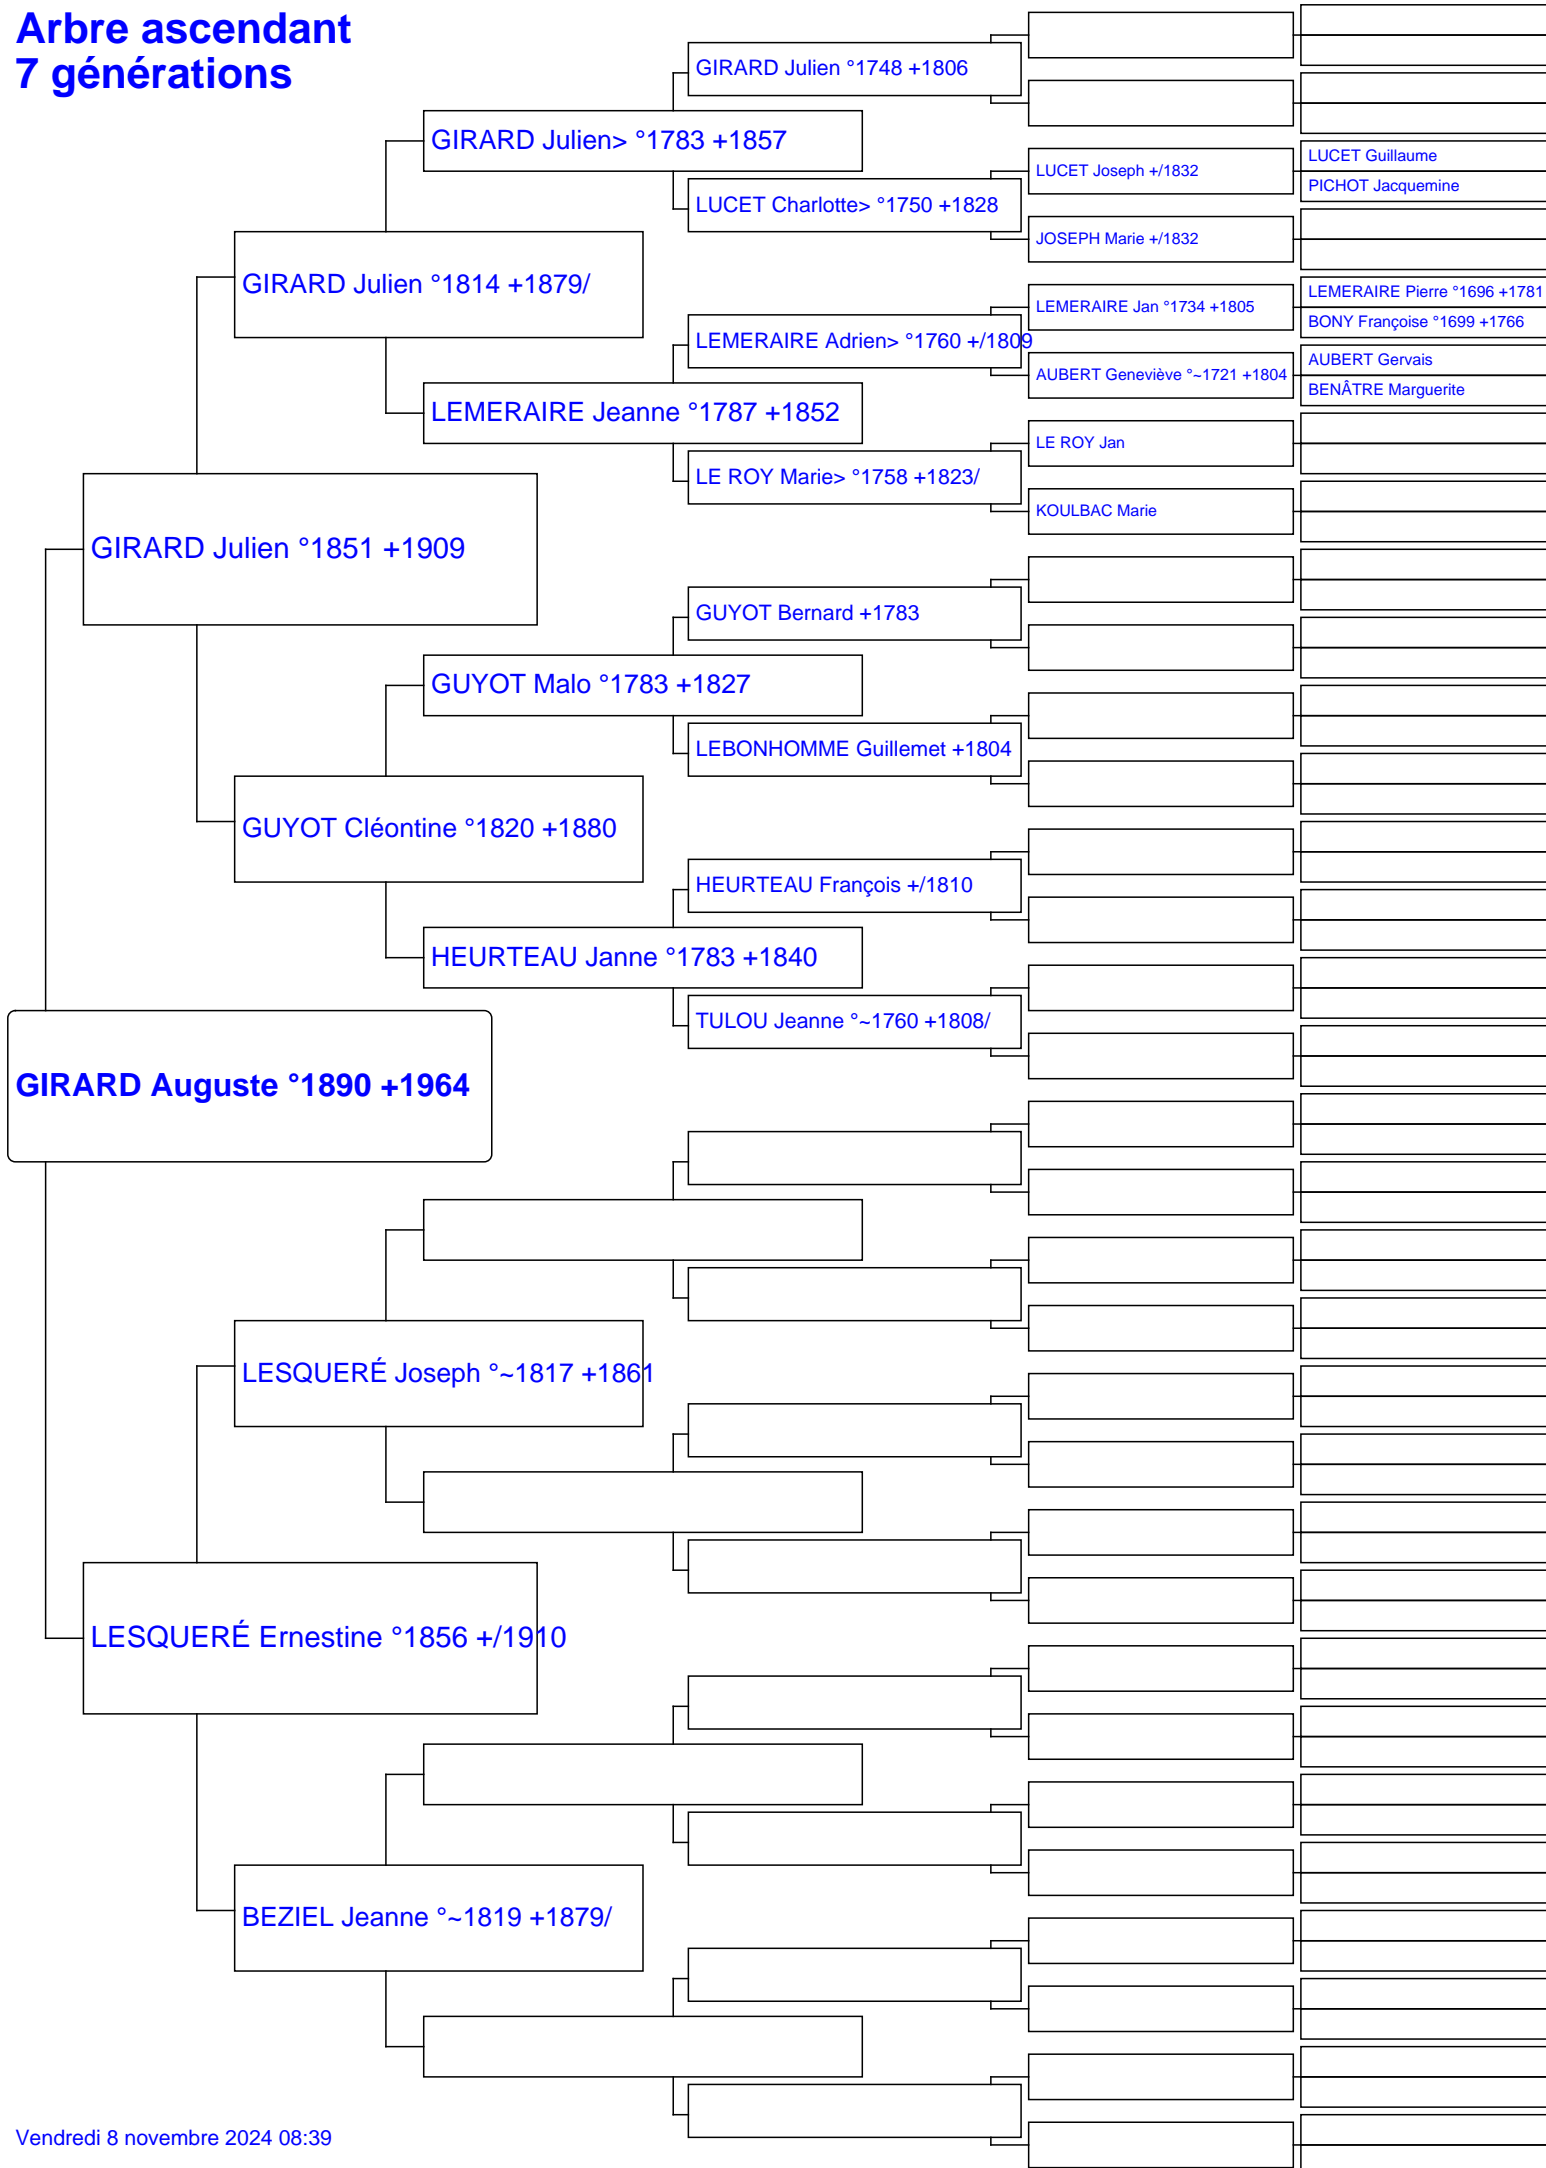 Arbre ascendant
7 générations
GIRARD Julien °1748 +1806
GIRARD Julien> °1783 +1857
LUCET Guillaume
LUCET Joseph +/1832
PICHOT Jacquemine
LUCET Charlotte> °1750 +1828
JOSEPH Marie +/1832
GIRARD Julien °1814 +1879/
LEMERAIRE Pierre °1696 +1781
LEMERAIRE Jan °1734 +1805
BONY Françoise °1699 +1766
LEMERAIRE Adrien> °1760 +/1809
AUBERT Gervais
AUBERT Geneviève °~1721 +1804
BENÂTRE Marguerite
LEMERAIRE Jeanne °1787 +1852
LE ROY Jan
LE ROY Marie> °1758 +1823/
KOULBAC Marie
GIRARD Julien °1851 +1909
GUYOT Bernard +1783
GUYOT Malo °1783 +1827
LEBONHOMME Guillemet +1804
GUYOT Cléontine °1820 +1880
HEURTEAU François +/1810
HEURTEAU Janne °1783 +1840
TULOU Jeanne °~1760 +1808/
GIRARD Auguste °1890 +1964
LESQUERÉ Joseph °~1817 +1861
LESQUERÉ Ernestine °1856 +/1910
BEZIEL Jeanne °~1819 +1879/
Vendredi 8 novembre 2024 08:39